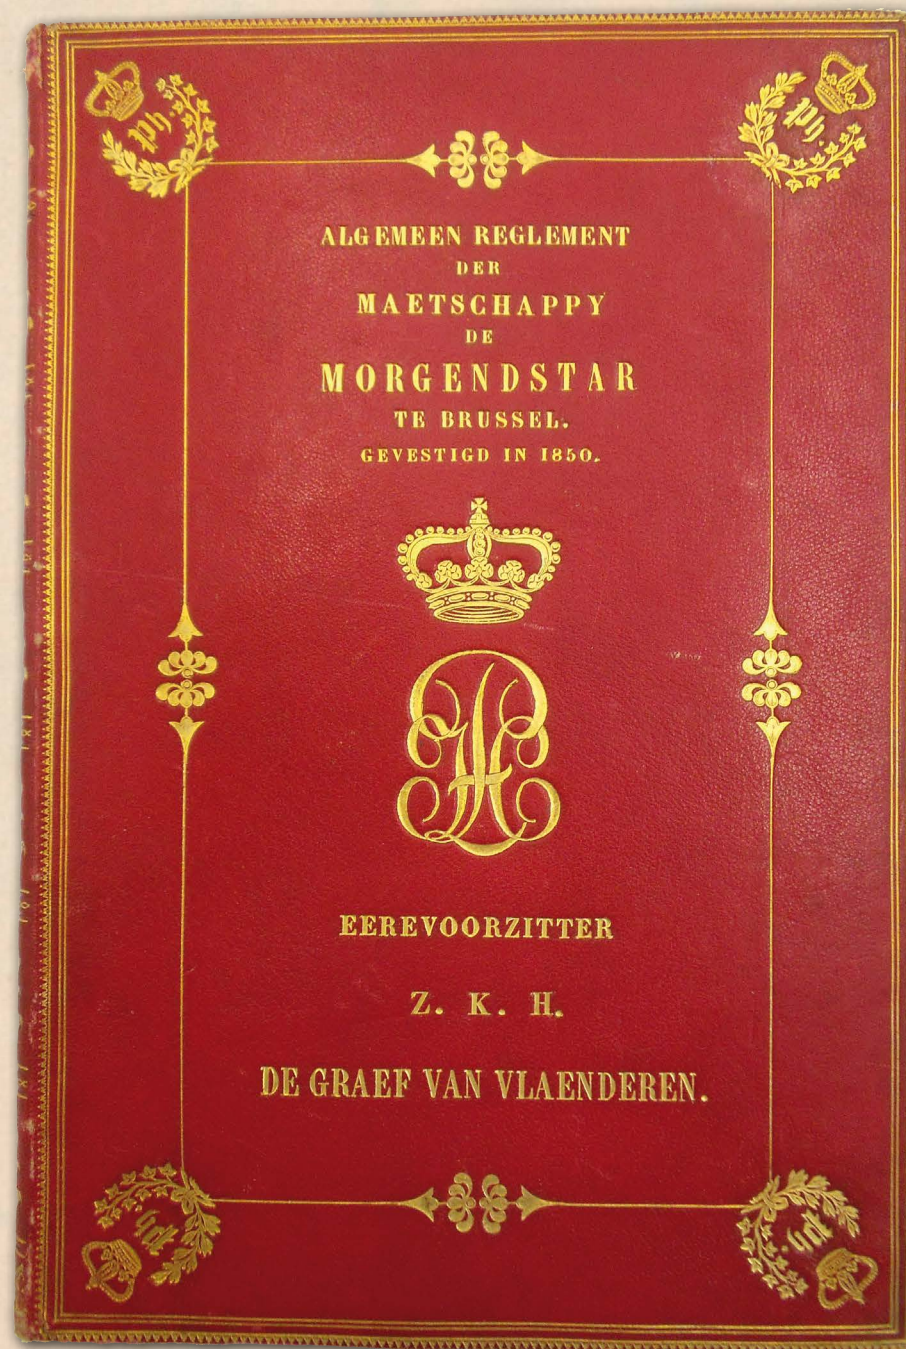 ALGEMEEN REGLEMENT
DER
MAETSCHAPPY
DE
MORGENDSTAR
TE BRUSSEL.
GEVESTIGD IN 1850.
EEREVOORZITTER
Z. K. H.
DE GRAEF VAN VLAENDEREN.